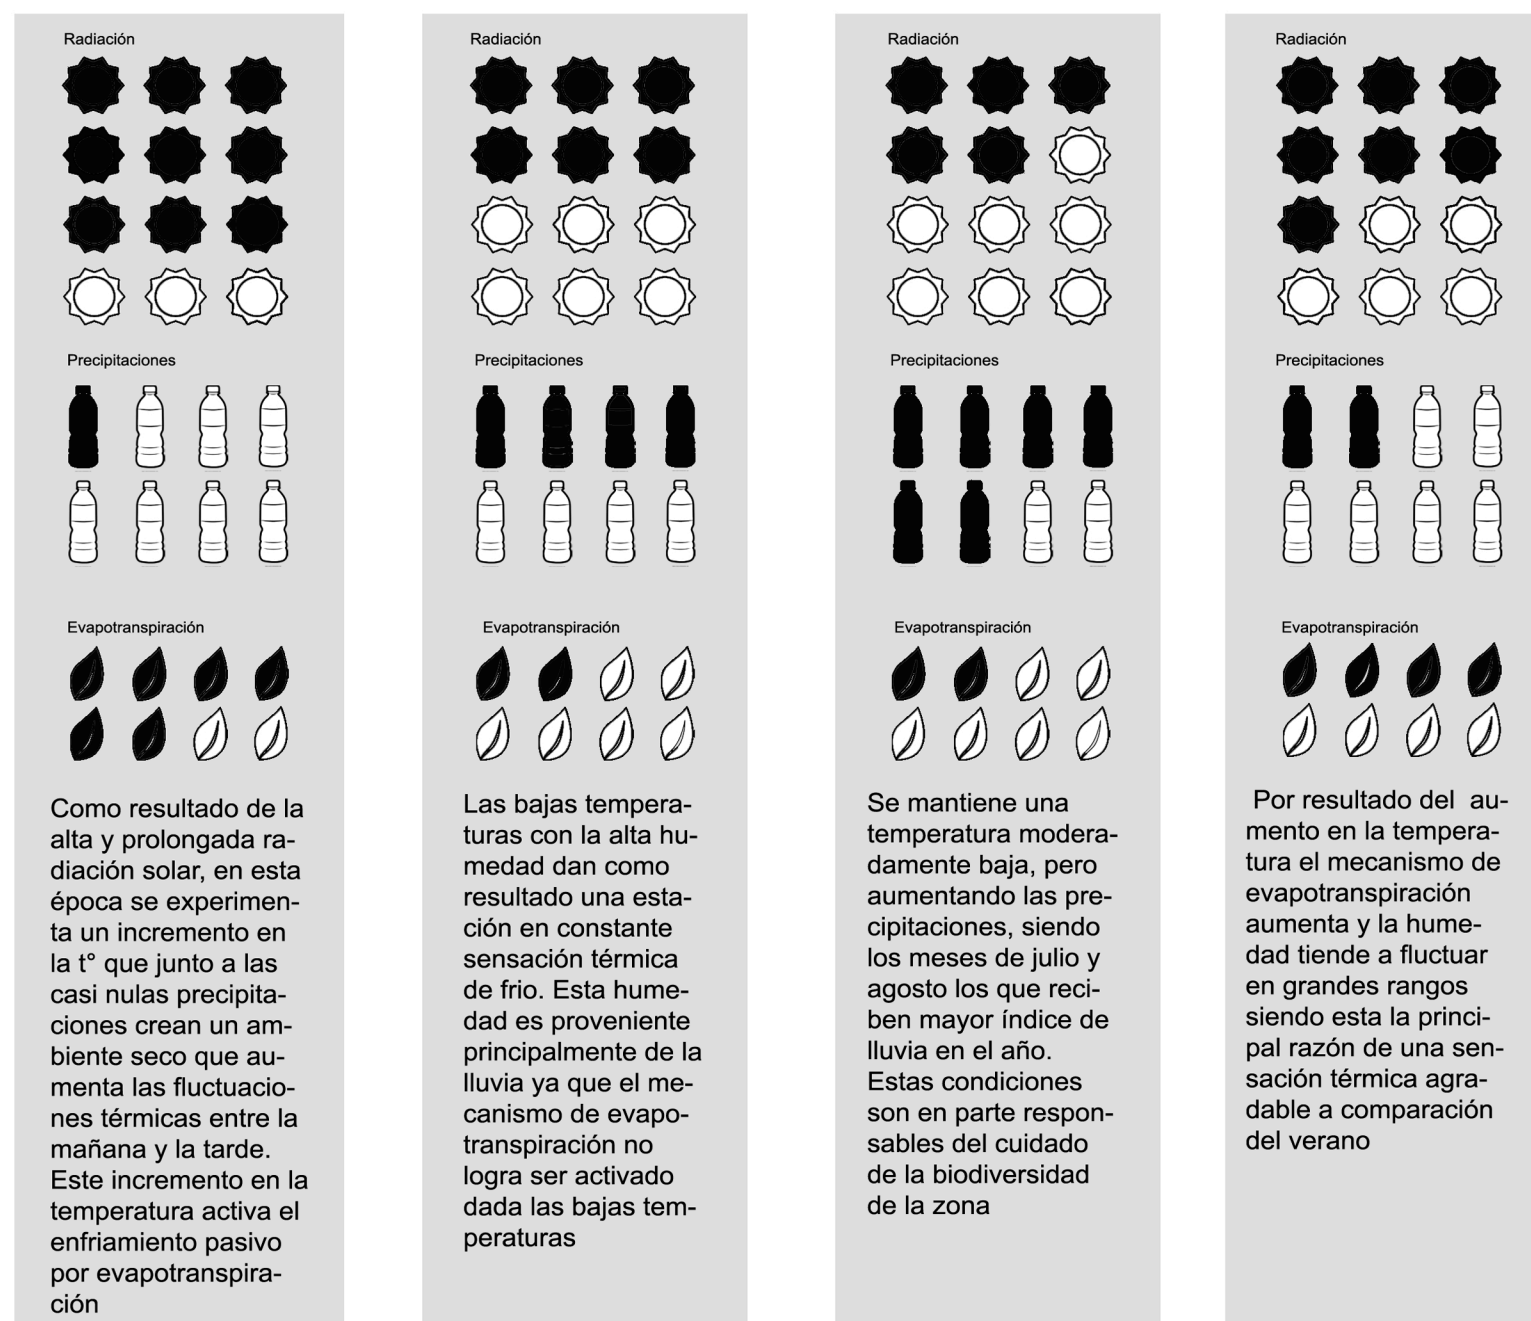 Radiación
Precipitaciones
Evapotranspiración
Como resultado de la
alta y prolongada ra-
diación solar, en esta
época se experimen-
ta un incremento en
la t° que junto a las
casi nulas precipita-
ciones crean un am-
biente seco que au-
menta las fluctuacio-
nes térmicas entre la
mañana y la tarde.
Este incremento en la
temperatura activa el
enfriamiento pasivo
por evapotranspira-
ción
Radiación
Precipitaciones
Evapotranspiración
Las bajas tempera-
turas con la alta hu-
medad dan como
resultado una esta-
ción en constante
sensación térmica
de frio. Esta hume-
dad es proveniente
principalmente de la
lluvia ya que el me-
canismo de evapo-
transpiración no
logra ser activado
dada las bajas tem-
peraturas
Radiación
Precipitaciones
Evapotranspiración
Se mantiene una
temperatura modera-
damente baja, pero
aumentando las pre-
cipitaciones, siendo
los meses de julio y
agosto los que reci-
ben mayor índice de
lluvia en el año.
Estas condiciones
son en parte respon-
sables del cuidado
de la biodiversidad
de la zona
Radiación
Precipitaciones
Evapotranspiración
Por resultado del  au-
mento en la tempera-
tura el mecanismo de
evapotranspiración
aumenta y la hume-
dad tiende a fluctuar
en grandes rangos
siendo esta la princi-
pal razón de una sen-
sación térmica agra-
dable a comparación
del verano